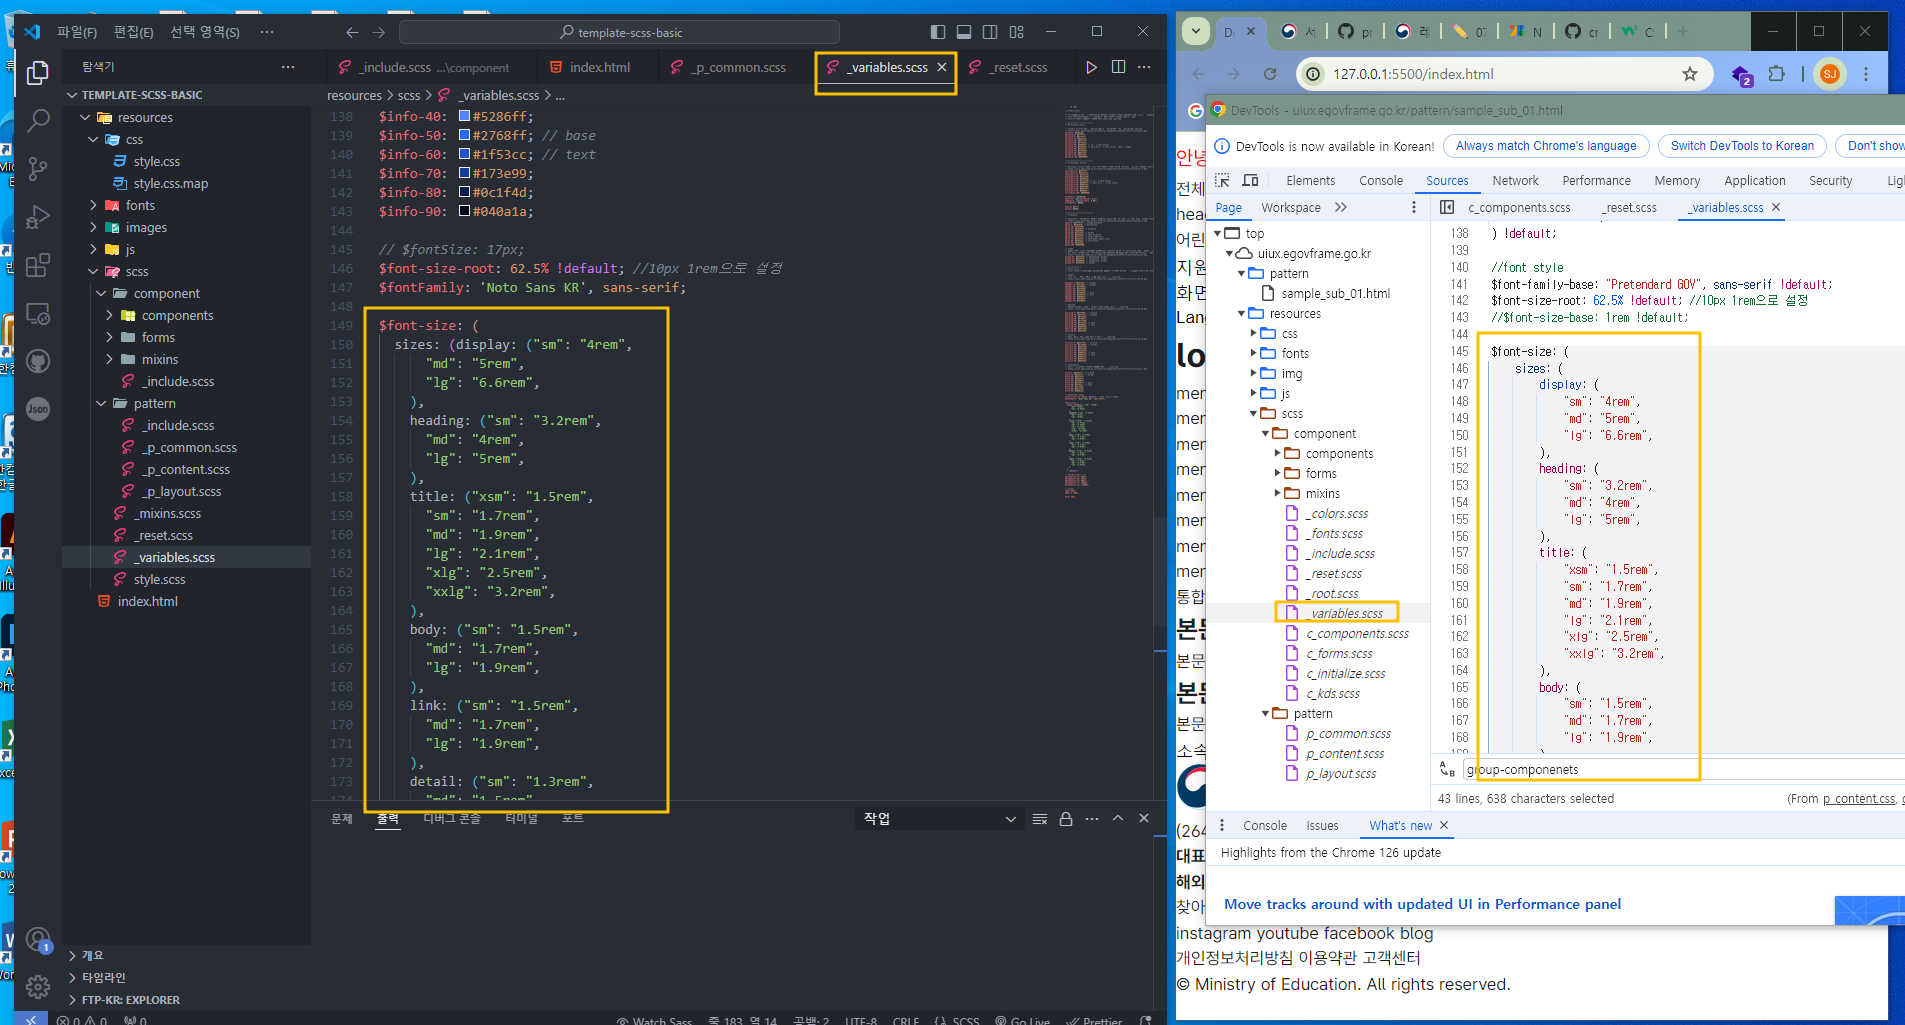 파일(F) 편집(E) 선택 영역(S) ··· template-scss-basic
탐색기 ···
TEMPLATE-SCSS-BASIC
resources
css
style.css
style.css.map
fonts
images
js
scss
component
components
forms
mixins
_include.scss
pattern
_include.scss
_p_common.scss
_p_content.scss
_p_layout.scss
_mixins.scss
_reset.scss
_variables.scss
style.scss
index.html
개요
타임라인
FTP-KR: EXPLORER
_include.scss ...\component index.html _p_common.scss _variables.scss _reset.scss
resources > scss > _variables.scss > ...
138 $info-40: #5286ff;
139 $info-50: #2768ff; // base
140 $info-60: #1f53cc; // text
141 $info-70: #173e99;
142 $info-80: #0c1f4d;
143 $info-90: #040a1a;
144
145 // $fontSize: 17px;
146 $font-size-root: 62.5% !default; //10px 1rem으로 설정
147 $fontFamily: 'Noto Sans KR', sans-serif;
148
149 $font-size: (
150 sizes: (display: ("sm": "4rem",
151 "md": "5rem",
152 "lg": "6.6rem",
153 ),
154 heading: ("sm": "3.2rem",
155 "md": "4rem",
156 "lg": "5rem",
157 ),
158 title: ("xsm": "1.5rem",
159 "sm": "1.7rem",
160 "md": "1.9rem",
161 "lg": "2.1rem",
162 "xlg": "2.5rem",
163 "xxlg": "3.2rem",
164 ),
165 body: ("sm": "1.5rem",
166 "md": "1.7rem",
167 "lg": "1.9rem",
168 ),
169 link: ("sm": "1.5rem",
170 "md": "1.7rem",
171 "lg": "1.9rem",
172 ),
173 detail: ("sm": "1.3rem",
174 "md": "1.5rem",
문제 출력 디버그 콘솔 터미널 포트 작업
0 0 0 Watch Sass 줄 183, 열 14 공백: 2 UTF-8 CRLF SCSS Go Live Prettier
127.0.0.1:5500/index.html SJ
DevTools - uiux.egovframe.go.kr/pattern/sample_sub_01.html
DevTools is now available in Korean! Always match Chrome's language Switch DevTools to Korean Don't show
Elements Console Sources Network Performance Memory Application Security
Page Workspace c_components.scss _reset.scss _variables.scss
top
uiux.egovframe.go.kr
pattern
sample_sub_01.html
resources
css
fonts
img
js
scss
component
components
forms
mixins
_colors.scss
_fonts.scss
_include.scss
_reset.scss
_root.scss
_variables.scss
c_components.scss
c_forms.scss
c_initialize.scss
c_kds.scss
pattern
p_common.scss
p_content.scss
p_layout.scss
138 ) !default;
139
140 //font style
141 $font-family-base: "Pretendard GOV", sans-serif !default;
142 $font-size-root: 62.5% !default; //10px 1rem으로 설정
143 //$font-size-base: 1rem !default;
144
145 $font-size: (
146 sizes: (
147 display: (
148 "sm": "4rem",
149 "md": "5rem",
150 "lg": "6.6rem",
151 ),
152 heading: (
153 "sm": "3.2rem",
154 "md": "4rem",
155 "lg": "5rem",
156 ),
157 title: (
158 "xsm": "1.5rem",
159 "sm": "1.7rem",
160 "md": "1.9rem",
161 "lg": "2.1rem",
162 "xlg": "2.5rem",
163 "xxlg": "3.2rem",
164 ),
165 body: (
166 "sm": "1.5rem",
167 "md": "1.7rem",
168 "lg": "1.9rem",
group-componenets
43 lines, 638 characters selected (From p_content.css,
Console Issues What's new
Highlights from the Chrome 126 update
Move tracks around with updated UI in Performance panel
instagram youtube facebook blog
개인정보처리방침 이용약관 고객센터
© Ministry of Education. All rights reserved.